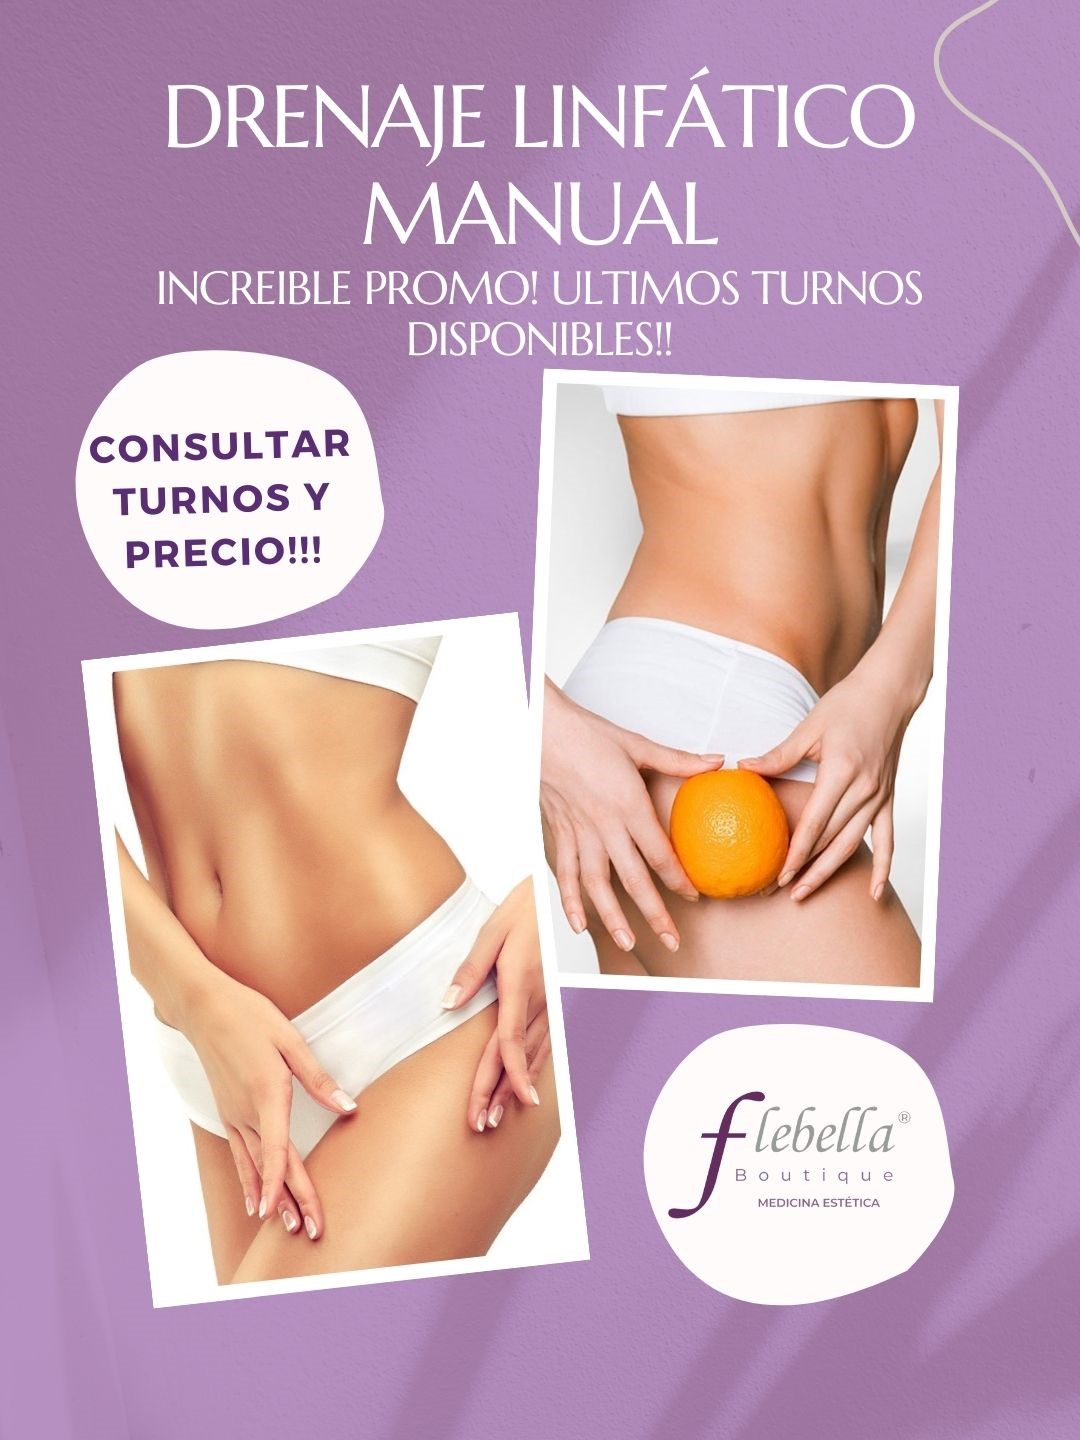 DRENAJE LINFÁTICO
MANUAL
INCREIBLE PROMO! ULTIMOS TURNOS
DISPONIBLES!!
CONSULTAR
TURNOS Y
PRECIO!!!
flebella®
Boutique
MEDICINA ESTÉTICA